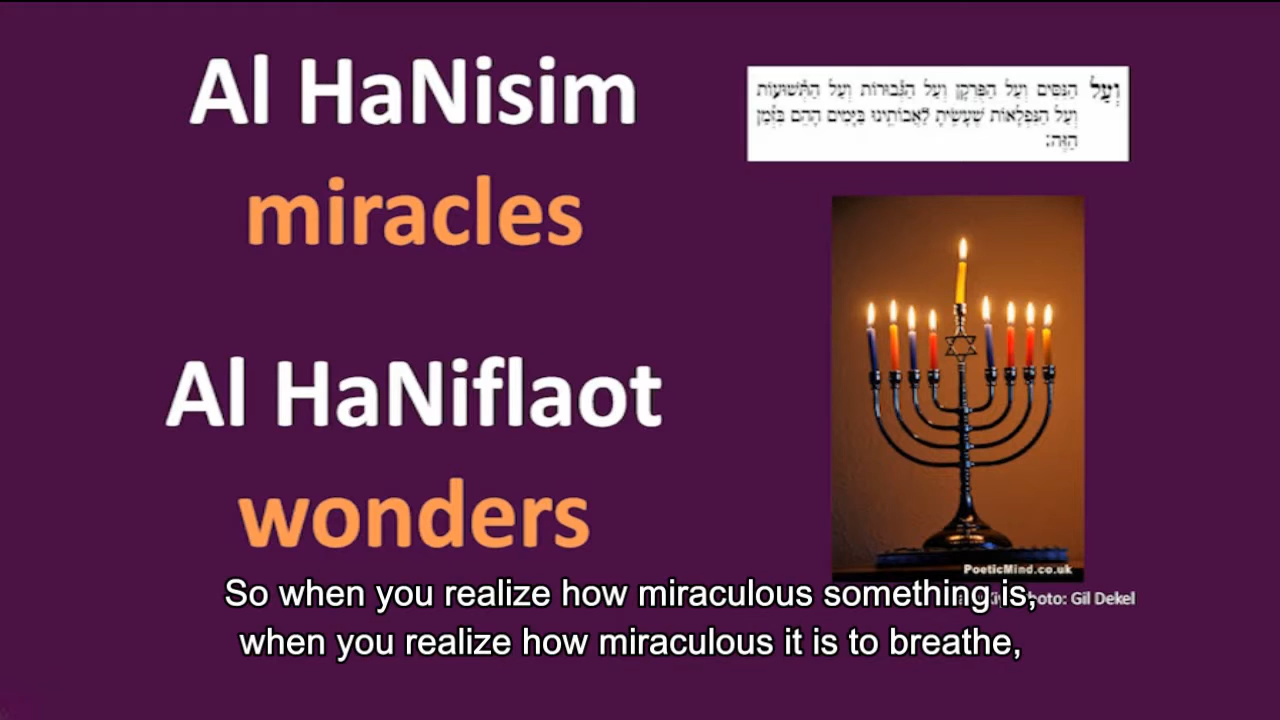 Al HaNisim
miracles
Al HaNiflaot
wonders
וְעַל הַנִּסִּים וְעַל הַפֻּרְקָן וְעַל הַגְּבוּרוֹת וְעַל הַתְּשׁוּעוֹת
וְעַל הַנִּפְלָאוֹת שֶׁעָשִׂיתָ לַאֲבוֹתֵינוּ בַּיָּמִים הָהֵם בַּזְּמַן
הַזֶּה:
PoeticMind.co.uk
Photo: Gil Dekel
So when you realize how miraculous something is,
when you realize how miraculous it is to breathe,